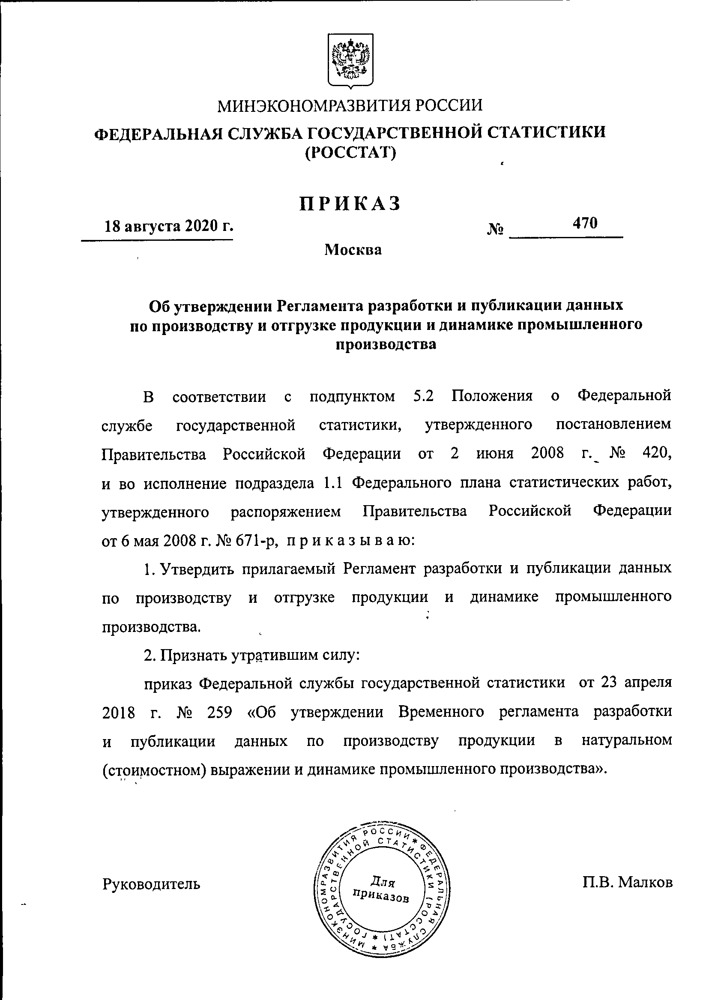 МИНЭКОНОМРАЗВИТИЯ РОССИИ
ФЕДЕРАЛЬНАЯ СЛУЖБА ГОСУДАРСТВЕННОЙ СТАТИСТИКИ
(РОССТАТ)
ПРИКАЗ
18 августа 2020 г.
№ 470
Москва
Об утверждении Регламента разработки и публикации данных
по производству и отгрузке продукции и динамике промышленного
производства
В соответствии с подпунктом 5.2 Положения о Федеральной
службе государственной статистики, утвержденного постановлением
Правительства Российской Федерации от 2 июня 2008 г. № 420,
и во исполнение подраздела 1.1 Федерального плана статистических работ,
утвержденного распоряжением Правительства Российской Федерации
от 6 мая 2008 г. № 671-р, п р и к а з ы в а ю:
1. Утвердить прилагаемый Регламент разработки и публикации данных
по производству и отгрузке продукции и динамике промышленного
производства.
2. Признать утратившим силу:
приказ Федеральной службы государственной статистики от 23 апреля
2018 г. № 259 «Об утверждении Временного регламента разработки
и публикации данных по производству продукции в натуральном
(стоимостном) выражении и динамике промышленного производства».
Руководитель
П.В. Малков
МИНЭКОНОМРАЗВИТИЯ РОССИИ * ФЕДЕРАЛЬНАЯ СЛУЖБА *
ГОСУДАРСТВЕННОЙ СТАТИСТИКИ (РОССТАТ) *
Для
приказов